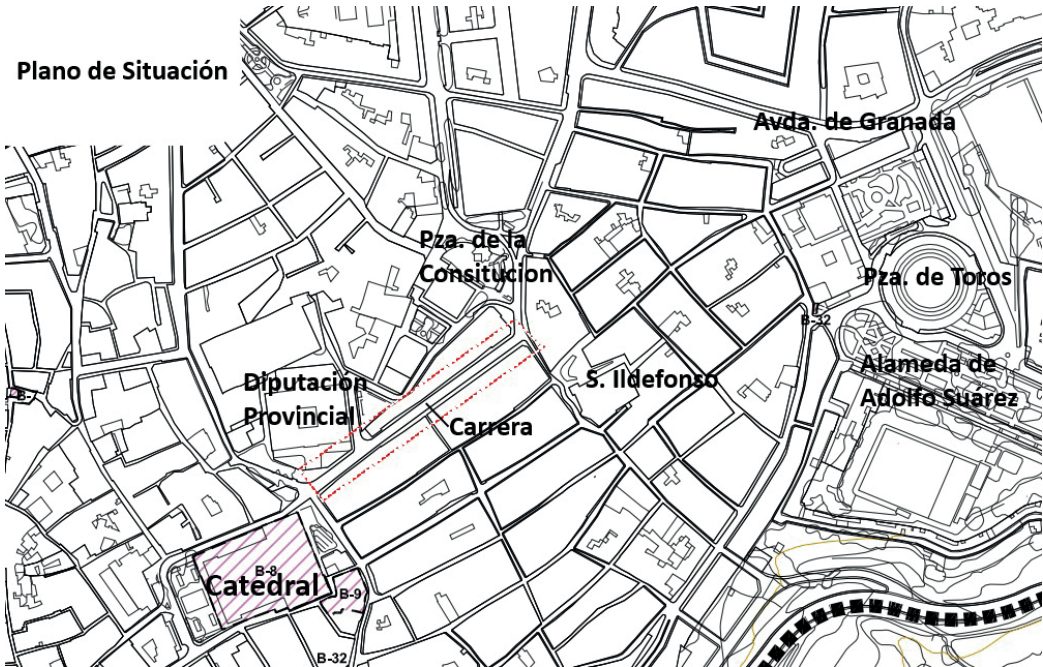 Plano de Situación
Avda. de Granada
Pza. de la
Consitucion
Pza. de Toros
B-32
Alameda de
Adolfo Suárez
Diputacion
Provincial
S. Ildefonso
Carrera
B-8
Catedral
B-9
B-32